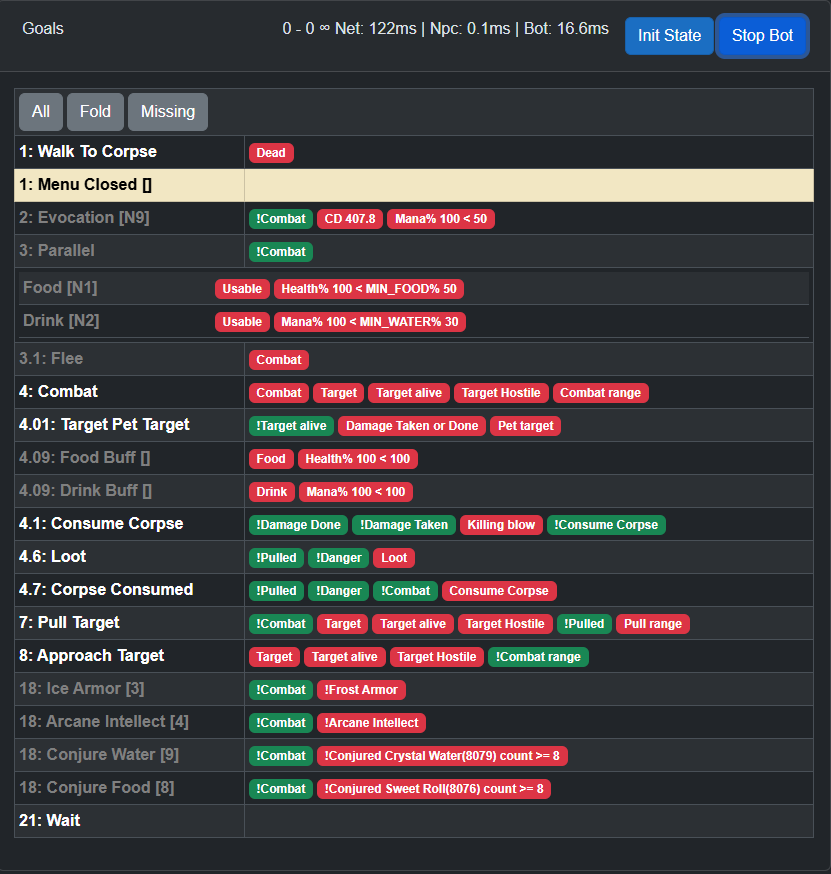 Goals 0 - 0 ∞ Net: 122ms | Npc: 0.1ms | Bot: 16.6ms Init State Stop Bot
All Fold Missing
1: Walk To Corpse Dead
1: Menu Closed []
2: Evocation [N9] !Combat CD 407.8 Mana% 100 < 50
3: Parallel !Combat
Food [N1] Usable Health% 100 < MIN_FOOD% 50
Drink [N2] Usable Mana% 100 < MIN_WATER% 30
3.1: Flee Combat
4: Combat Combat Target Target alive Target Hostile Combat range
4.01: Target Pet Target !Target alive Damage Taken or Done Pet target
4.09: Food Buff [] Food Health% 100 < 100
4.09: Drink Buff [] Drink Mana% 100 < 100
4.1: Consume Corpse !Damage Done !Damage Taken Killing blow !Consume Corpse
4.6: Loot !Pulled !Danger Loot
4.7: Corpse Consumed !Pulled !Danger !Combat Consume Corpse
7: Pull Target !Combat Target Target alive Target Hostile !Pulled Pull range
8: Approach Target Target Target alive Target Hostile !Combat range
18: Ice Armor [3] !Combat !Frost Armor
18: Arcane Intellect [4] !Combat !Arcane Intellect
18: Conjure Water [9] !Combat !Conjured Crystal Water(8079) count >= 8
18: Conjure Food [8] !Combat !Conjured Sweet Roll(8076) count >= 8
21: Wait